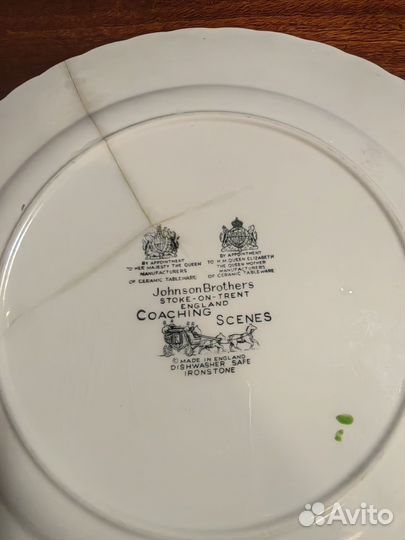 BY APPOINTMENT
TO HER MAJESTY THE QUEEN
MANUFACTURERS
OF CERAMIC TABLEWARE
BY APPOINTMENT
TO H.M. QUEEN ELIZABETH
THE QUEEN MOTHER
MANUFACTURERS
OF CERAMIC TABLEWARE
Johnson Brothers
STOKE-ON-TRENT
ENGLAND
COACHING SCENES
© MADE IN ENGLAND
DISHWASHER SAFE
IRONSTONE
Avito